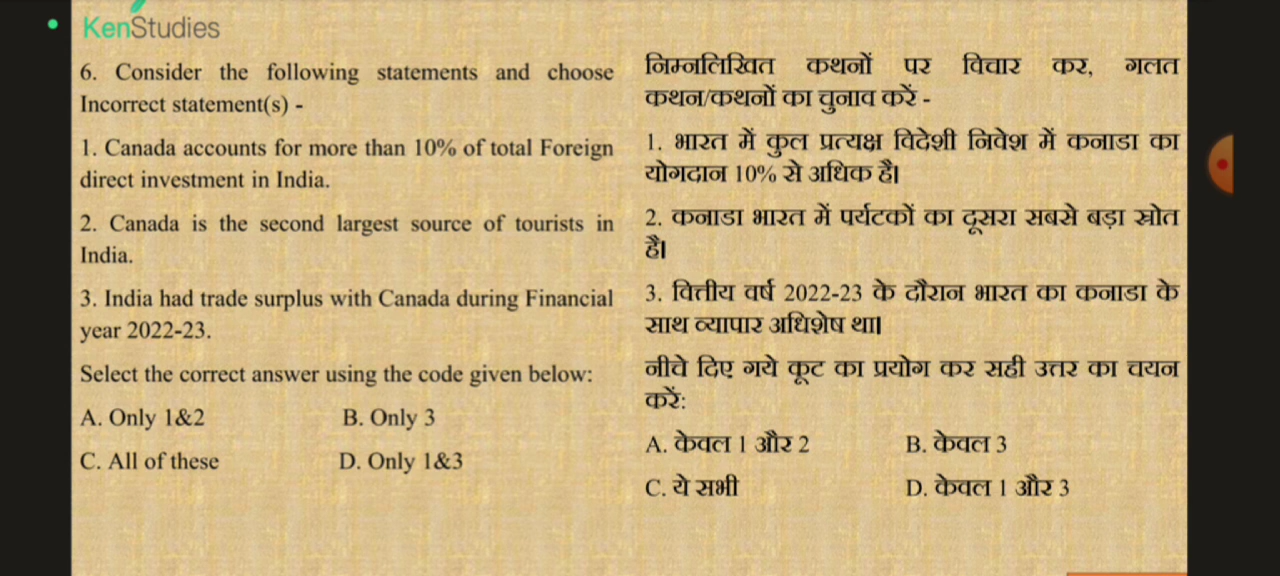 KenStudies
6. Consider the following statements and choose
Incorrect statement(s) -
1. Canada accounts for more than 10% of total Foreign
direct investment in India.
2. Canada is the second largest source of tourists in
India.
3. India had trade surplus with Canada during Financial
year 2022-23.
Select the correct answer using the code given below:
A. Only 1&2 B. Only 3
C. All of these D. Only 1&3
निम्नलिखित कथनों पर विचार कर, गलत
कथन/कथनों का चुनाव करें -
1. भारत में कुल प्रत्यक्ष विदेशी निवेश में कनाडा का
योगदान 10% से अधिक है।
2. कनाडा भारत में पर्यटकों का दूसरा सबसे बड़ा स्रोत
है।
3. वित्तीय वर्ष 2022-23 के दौरान भारत का कनाडा के
साथ व्यापार अधिशेष था।
नीचे दिए गये कूट का प्रयोग कर सही उत्तर का चयन
करें:
A. केवल 1 और 2 B. केवल 3
C. ये सभी D. केवल 1 और 3